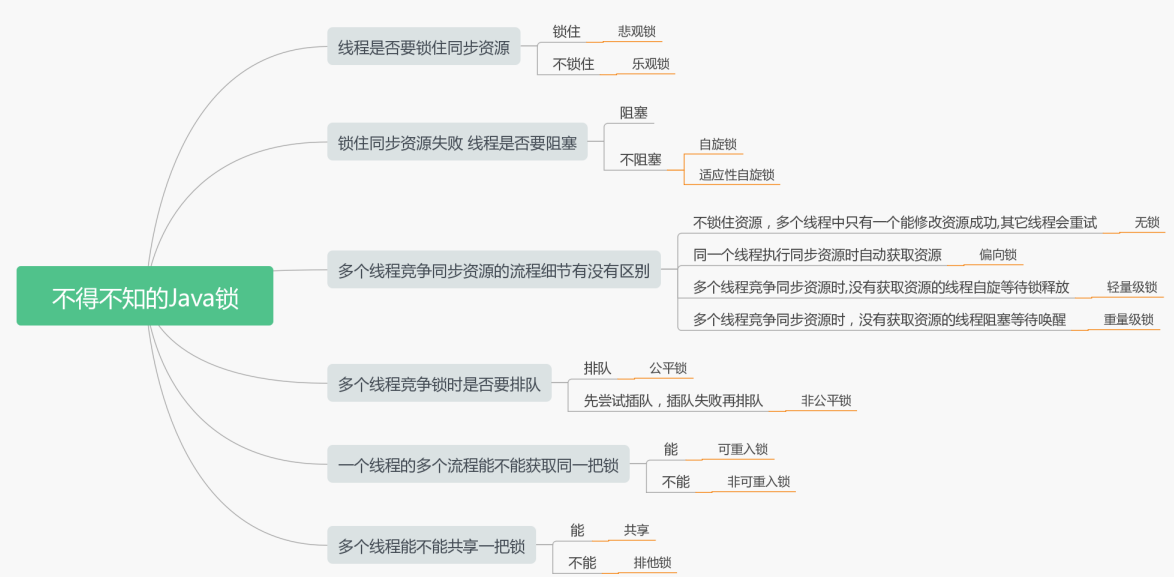 不得不知的Java锁
线程是否要锁住同步资源
锁住
悲观锁
不锁住
乐观锁
锁住同步资源失败 线程是否要阻塞
阻塞
不阻塞
自旋锁
适应性自旋锁
多个线程竞争同步资源的流程细节有没有区别
不锁住资源，多个线程中只有一个能修改资源成功,其它线程会重试
无锁
同一个线程执行同步资源时自动获取资源
偏向锁
多个线程竞争同步资源时,没有获取资源的线程自旋等待锁释放
轻量级锁
多个线程竞争同步资源时，没有获取资源的线程阻塞等待唤醒
重量级锁
多个线程竞争锁时是否要排队
排队
公平锁
先尝试插队，插队失败再排队
非公平锁
一个线程的多个流程能不能获取同一把锁
能
可重入锁
不能
非可重入锁
多个线程能不能共享一把锁
能
共享
不能
排他锁